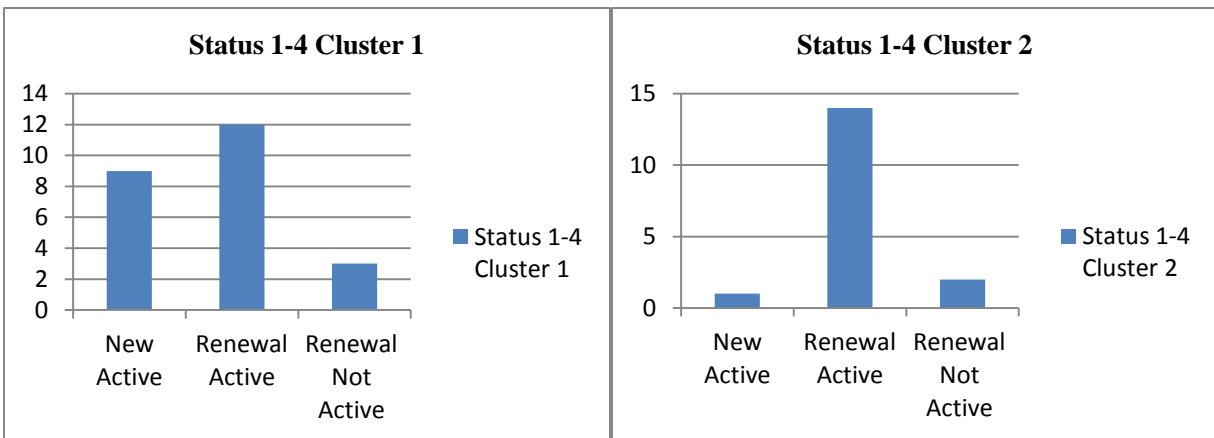 Status 1-4 Cluster 1
14
12
10
8
6
4
2
0
New
Active
Renewal
Active
Renewal
Not
Active
Status 1-4
Cluster 1
Status 1-4 Cluster 2
15
10
5
0
New
Active
Renewal
Active
Renewal
Not
Active
Status 1-4
Cluster 2